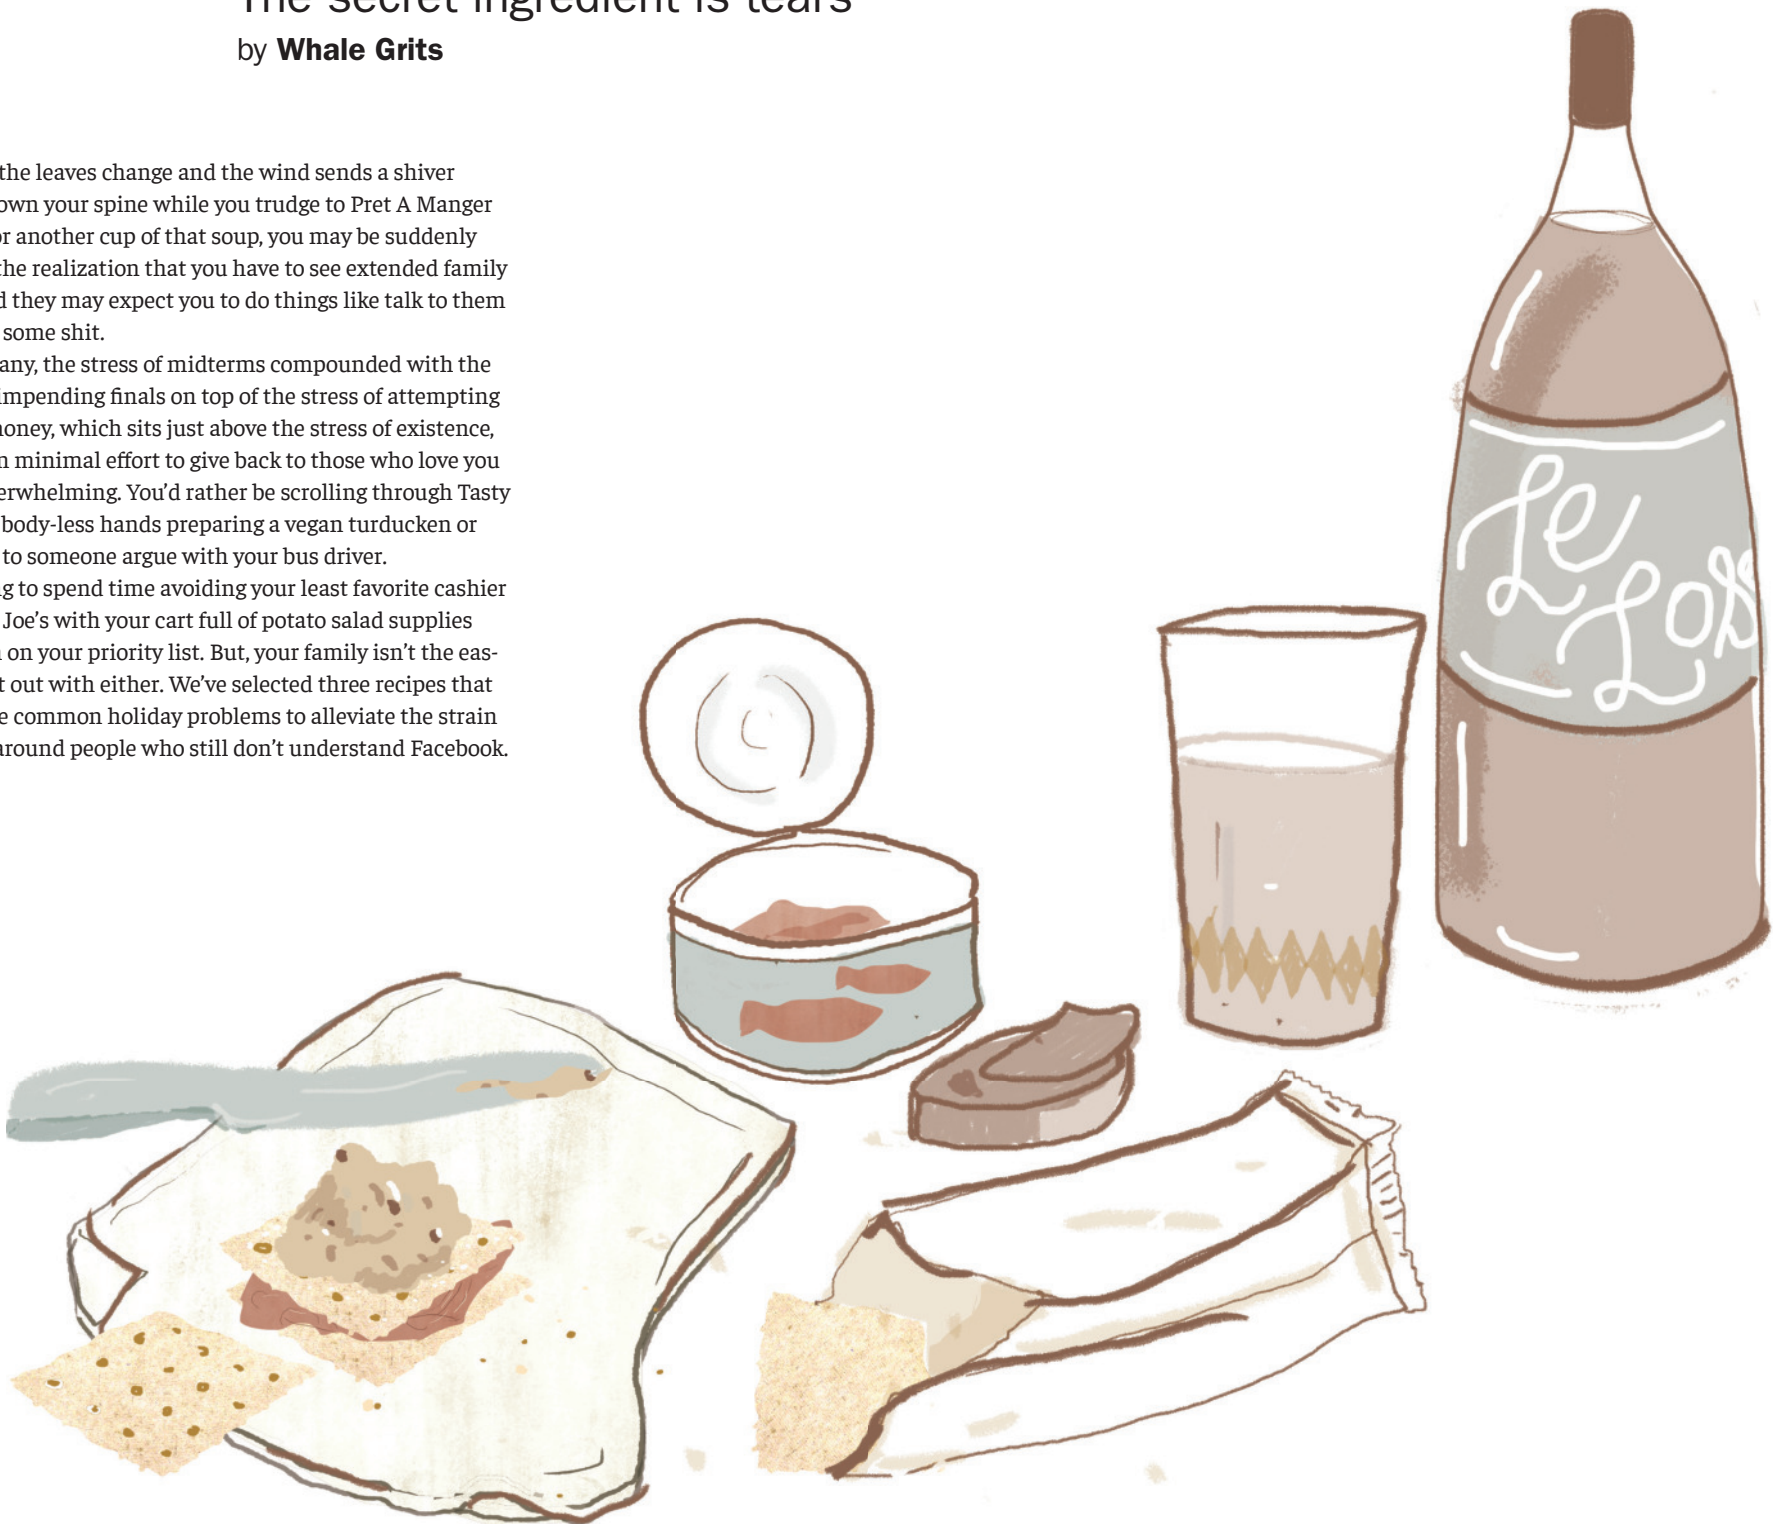 The secret ingredient is tears
by Whale Grits
the leaves change and the wind sends a shiver
own your spine while you trudge to Pret A Manger
or another cup of that soup, you may be suddenly
the realization that you have to see extended family
d they may expect you to do things like talk to them
some shit.
any, the stress of midterms compounded with the
impending finals on top of the stress of attempting
honey, which sits just above the stress of existence,
n minimal effort to give back to those who love you
erwhelming. You’d rather be scrolling through Tasty
body-less hands preparing a vegan turducken or
to someone argue with your bus driver.
g to spend time avoiding your least favorite cashier
Joe’s with your cart full of potato salad supplies
on your priority list. But, your family isn’t the eas-
t out with either. We’ve selected three recipes that
e common holiday problems to alleviate the strain
around people who still don’t understand Facebook.
Le
Los